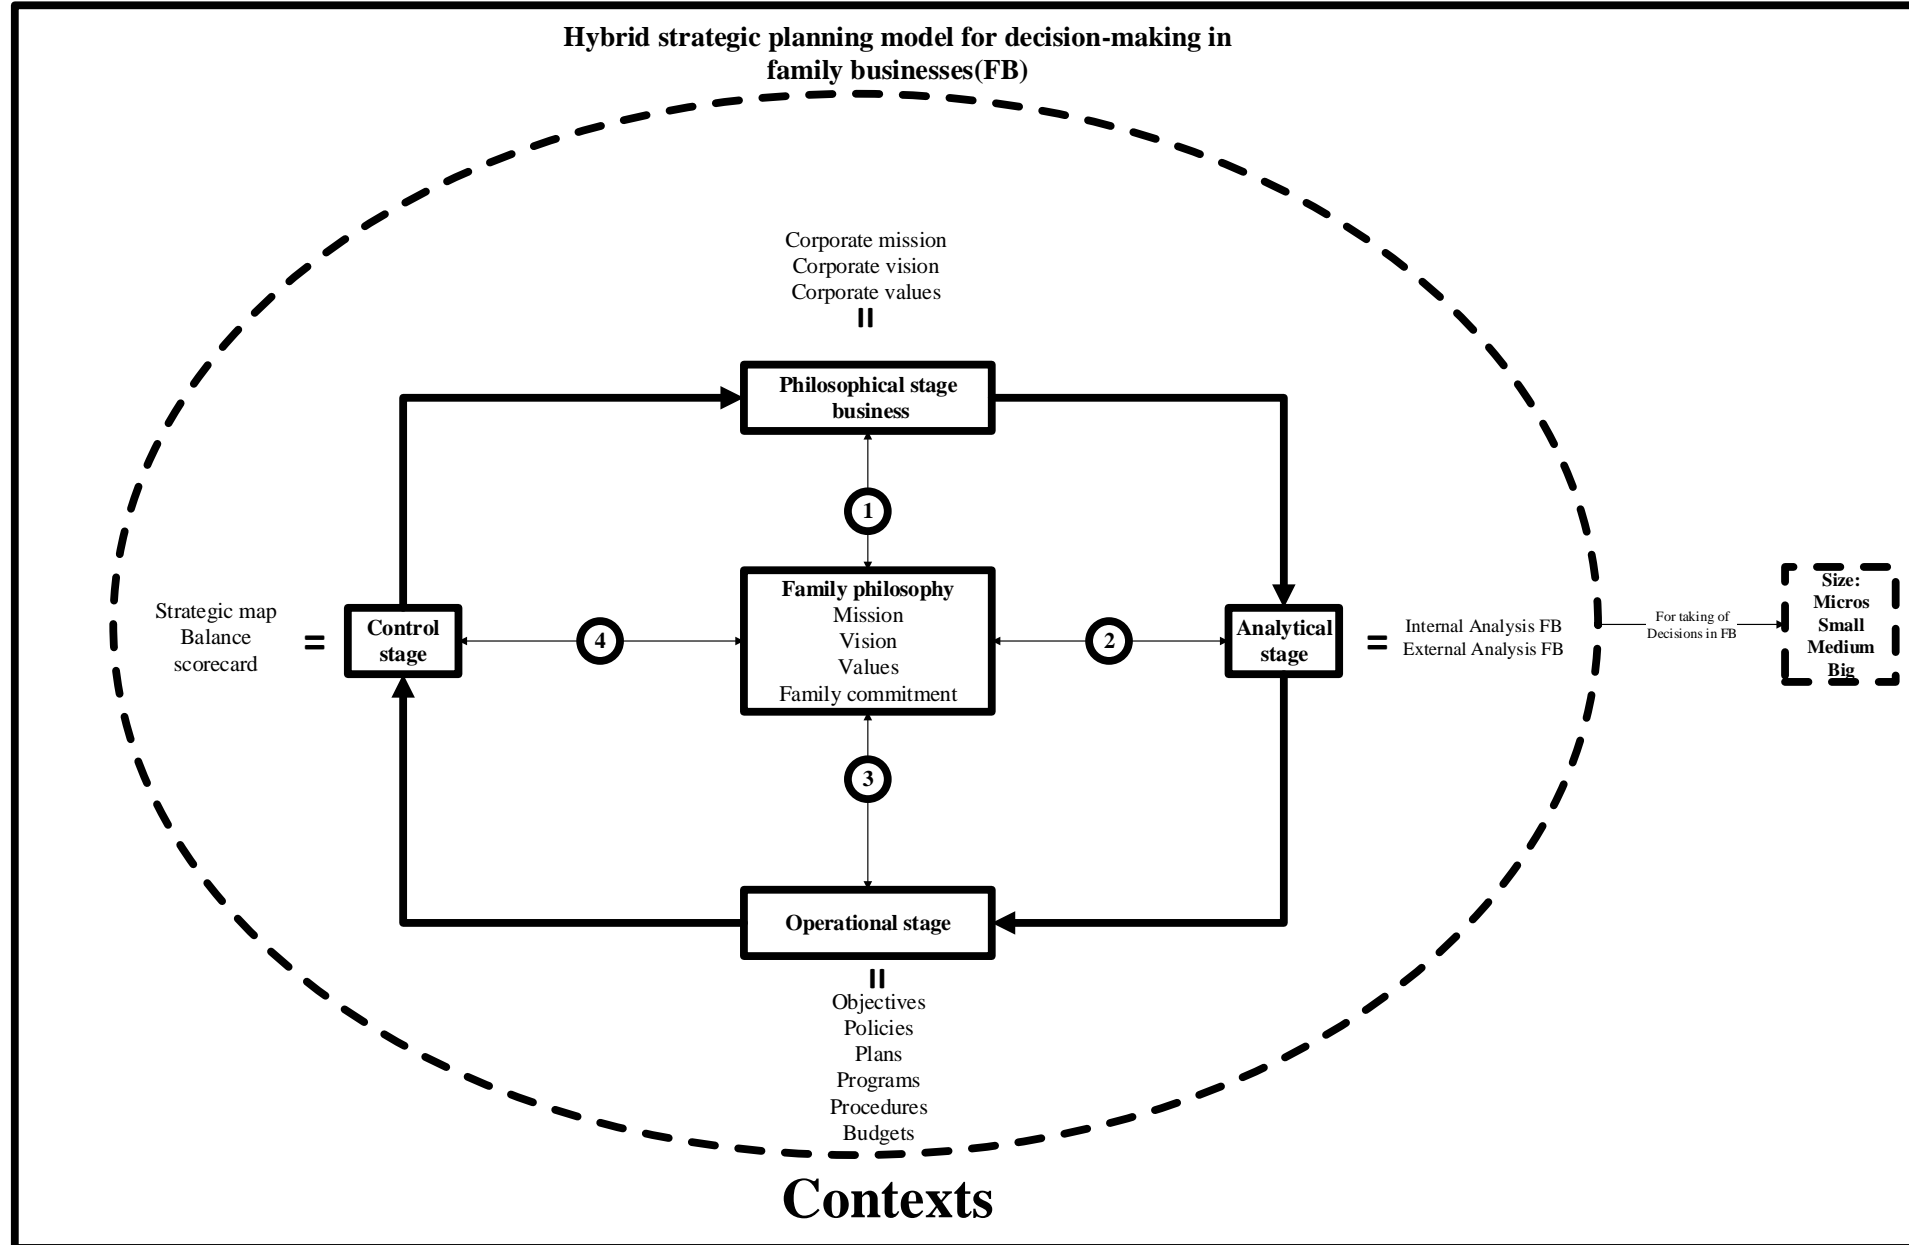 Hybrid strategic planning model for decision-making in
family businesses(FB)
Corporate mission
Corporate vision
Corporate values
=
Philosophical stage
business
1
Family philosophy
Mission
Vision
Values
Family commitment
Strategic map
Balance
scorecard
=
Control
stage
4
2
Analytical
stage
=
Internal Analysis FB
External Analysis FB
For taking of
Decisions in FB
Size:
Micros
Small
Medium
Big
3
Operational stage
=
Objectives
Policies
Plans
Programs
Procedures
Budgets
Contexts